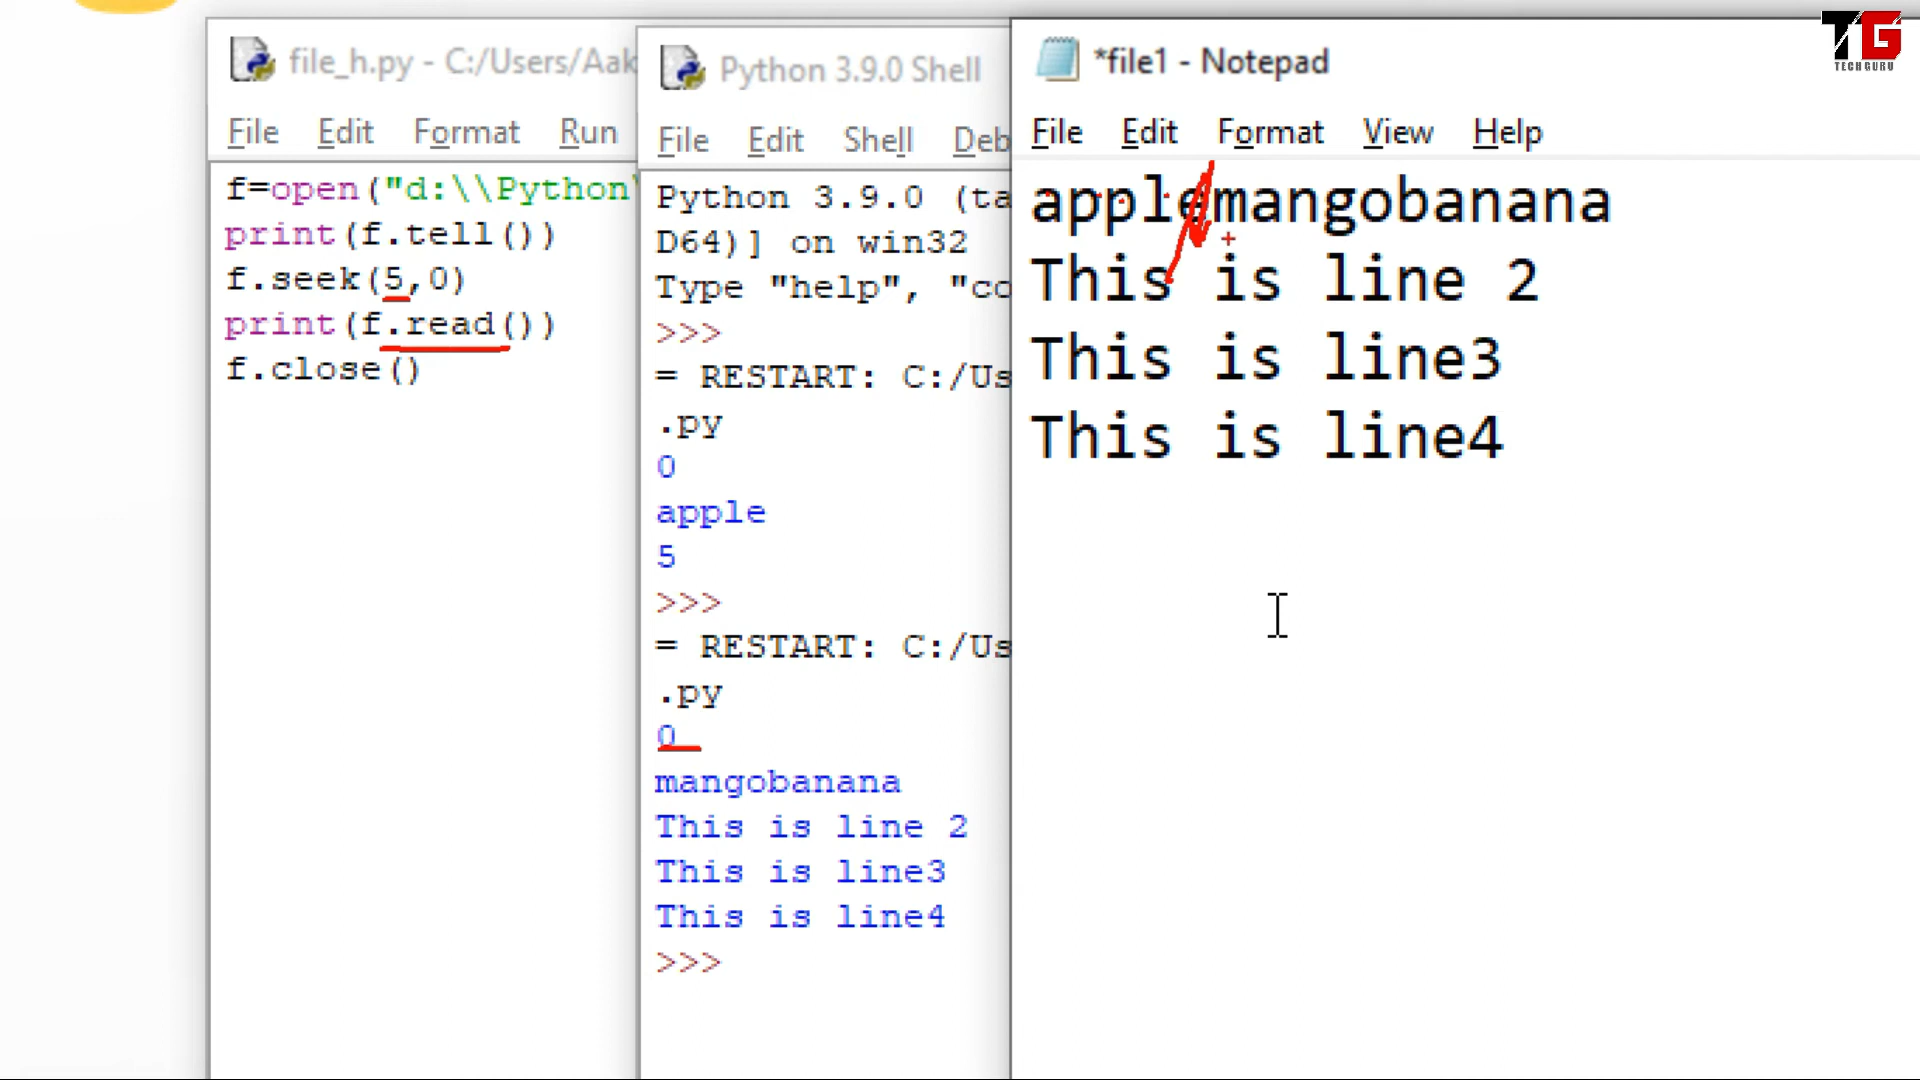 file_h.py - C:/Users/Aak
File Edit Format Run
f=open("d:\\Python\
print(f.tell())
f.seek(5,0)
print(f.read())
f.close()
Python 3.9.0 Shell
File Edit Shell Deb
Python 3.9.0 (ta
D64)] on win32
Type "help", "co
>>>
= RESTART: C:/Us
.py
0
apple
5
>>>
= RESTART: C:/Us
.py
0
mangobanana
This is line 2
This is line3
This is line4
>>>
*file1 - Notepad
File Edit Format View Help
applemangobanana
This is line 2
This is line3
This is line4
TG
TECH GURU